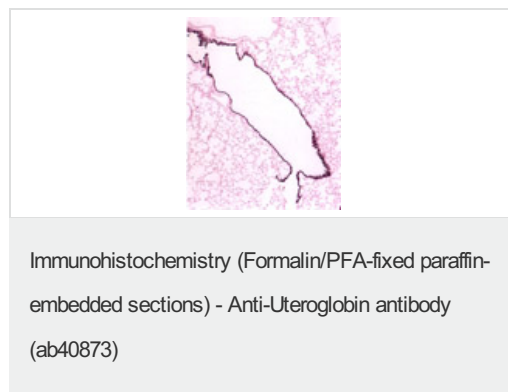 Immunohistochemistry (Formalin/PFA-fixed paraffin-
embedded sections) - Anti-Uteroglobin antibody
(ab40873)